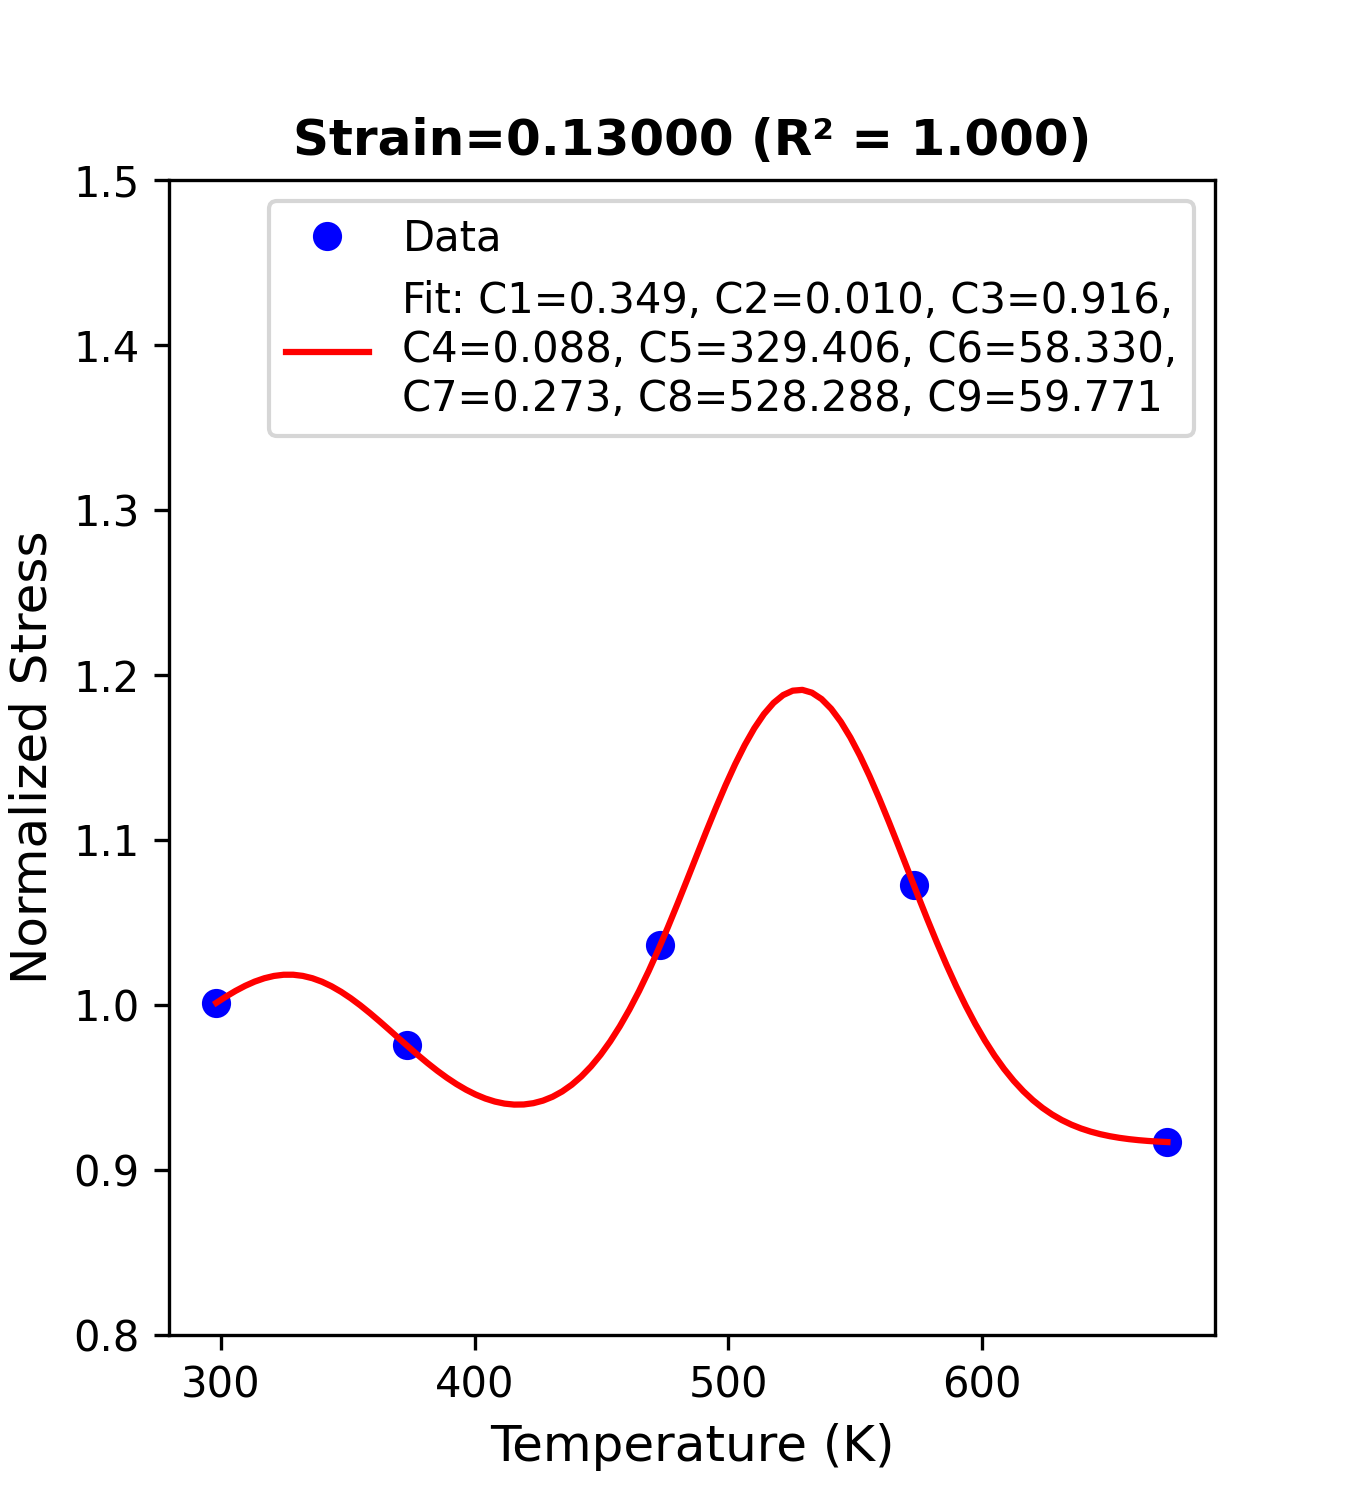 Strain=0.13000 (R² = 1.000)
1.5
1.4
1.3
1.2
1.1
1.0
0.9
0.8
Normalized Stress
Data
Fit: C1=0.349, C2=0.010, C3=0.916,
C4=0.088, C5=329.406, C6=58.330,
C7=0.273, C8=528.288, C9=59.771
300 400 500 600
Temperature (K)